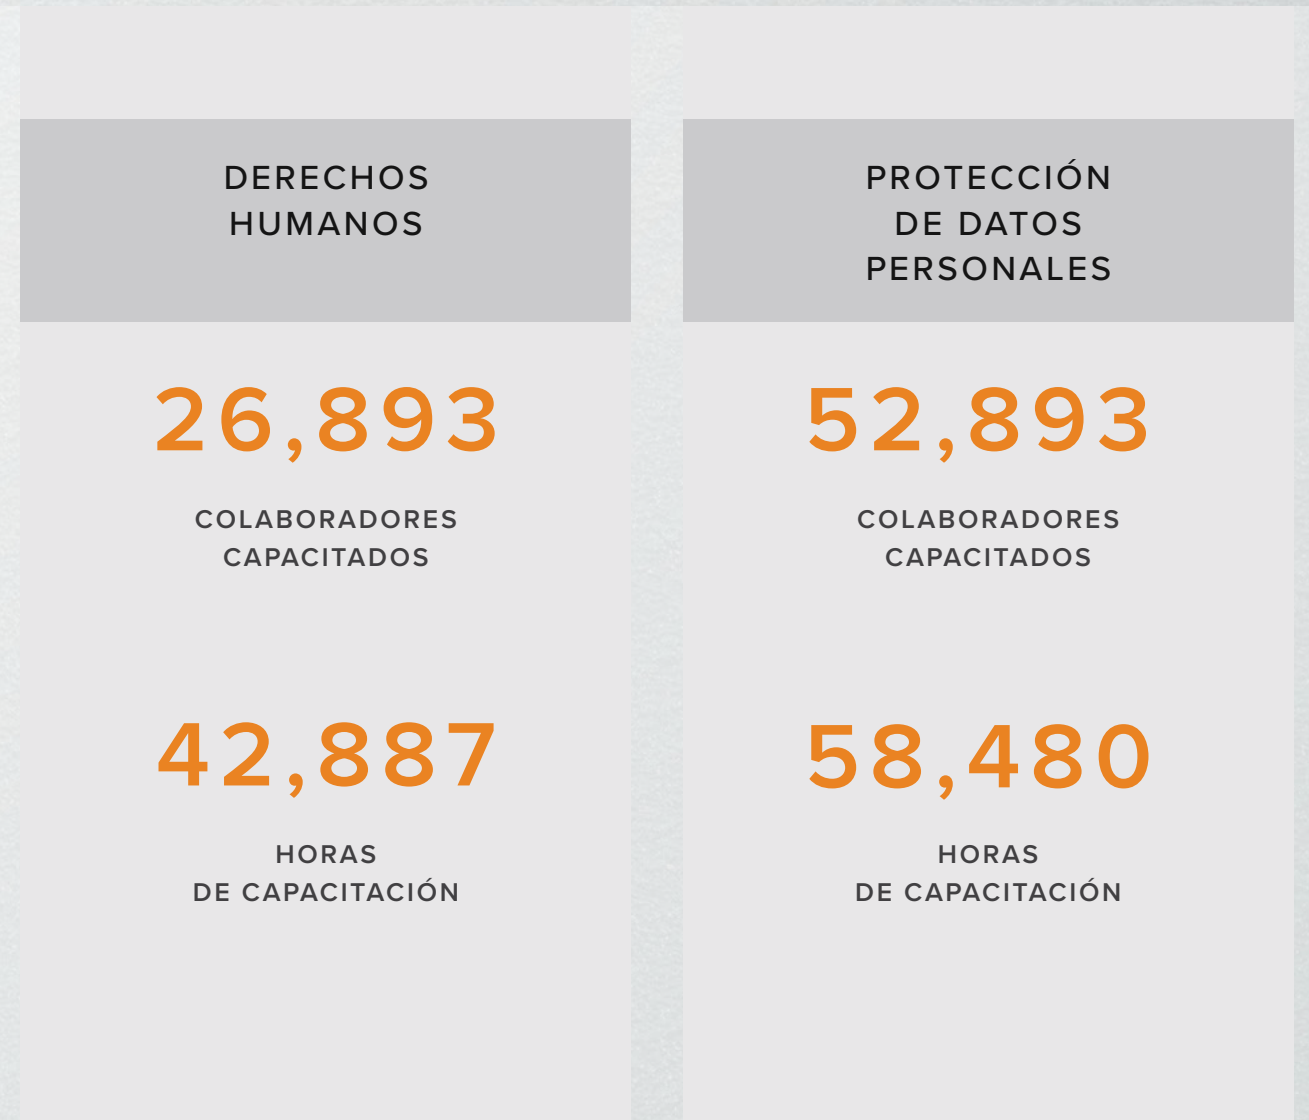 DERECHOS
HUMANOS
26,893
COLABORADORES
CAPACITADOS
42,887
HORAS
DE CAPACITACIÓN
PROTECCIÓN
DE DATOS
PERSONALES
52,893
COLABORADORES
CAPACITADOS
58,480
HORAS
DE CAPACITACIÓN